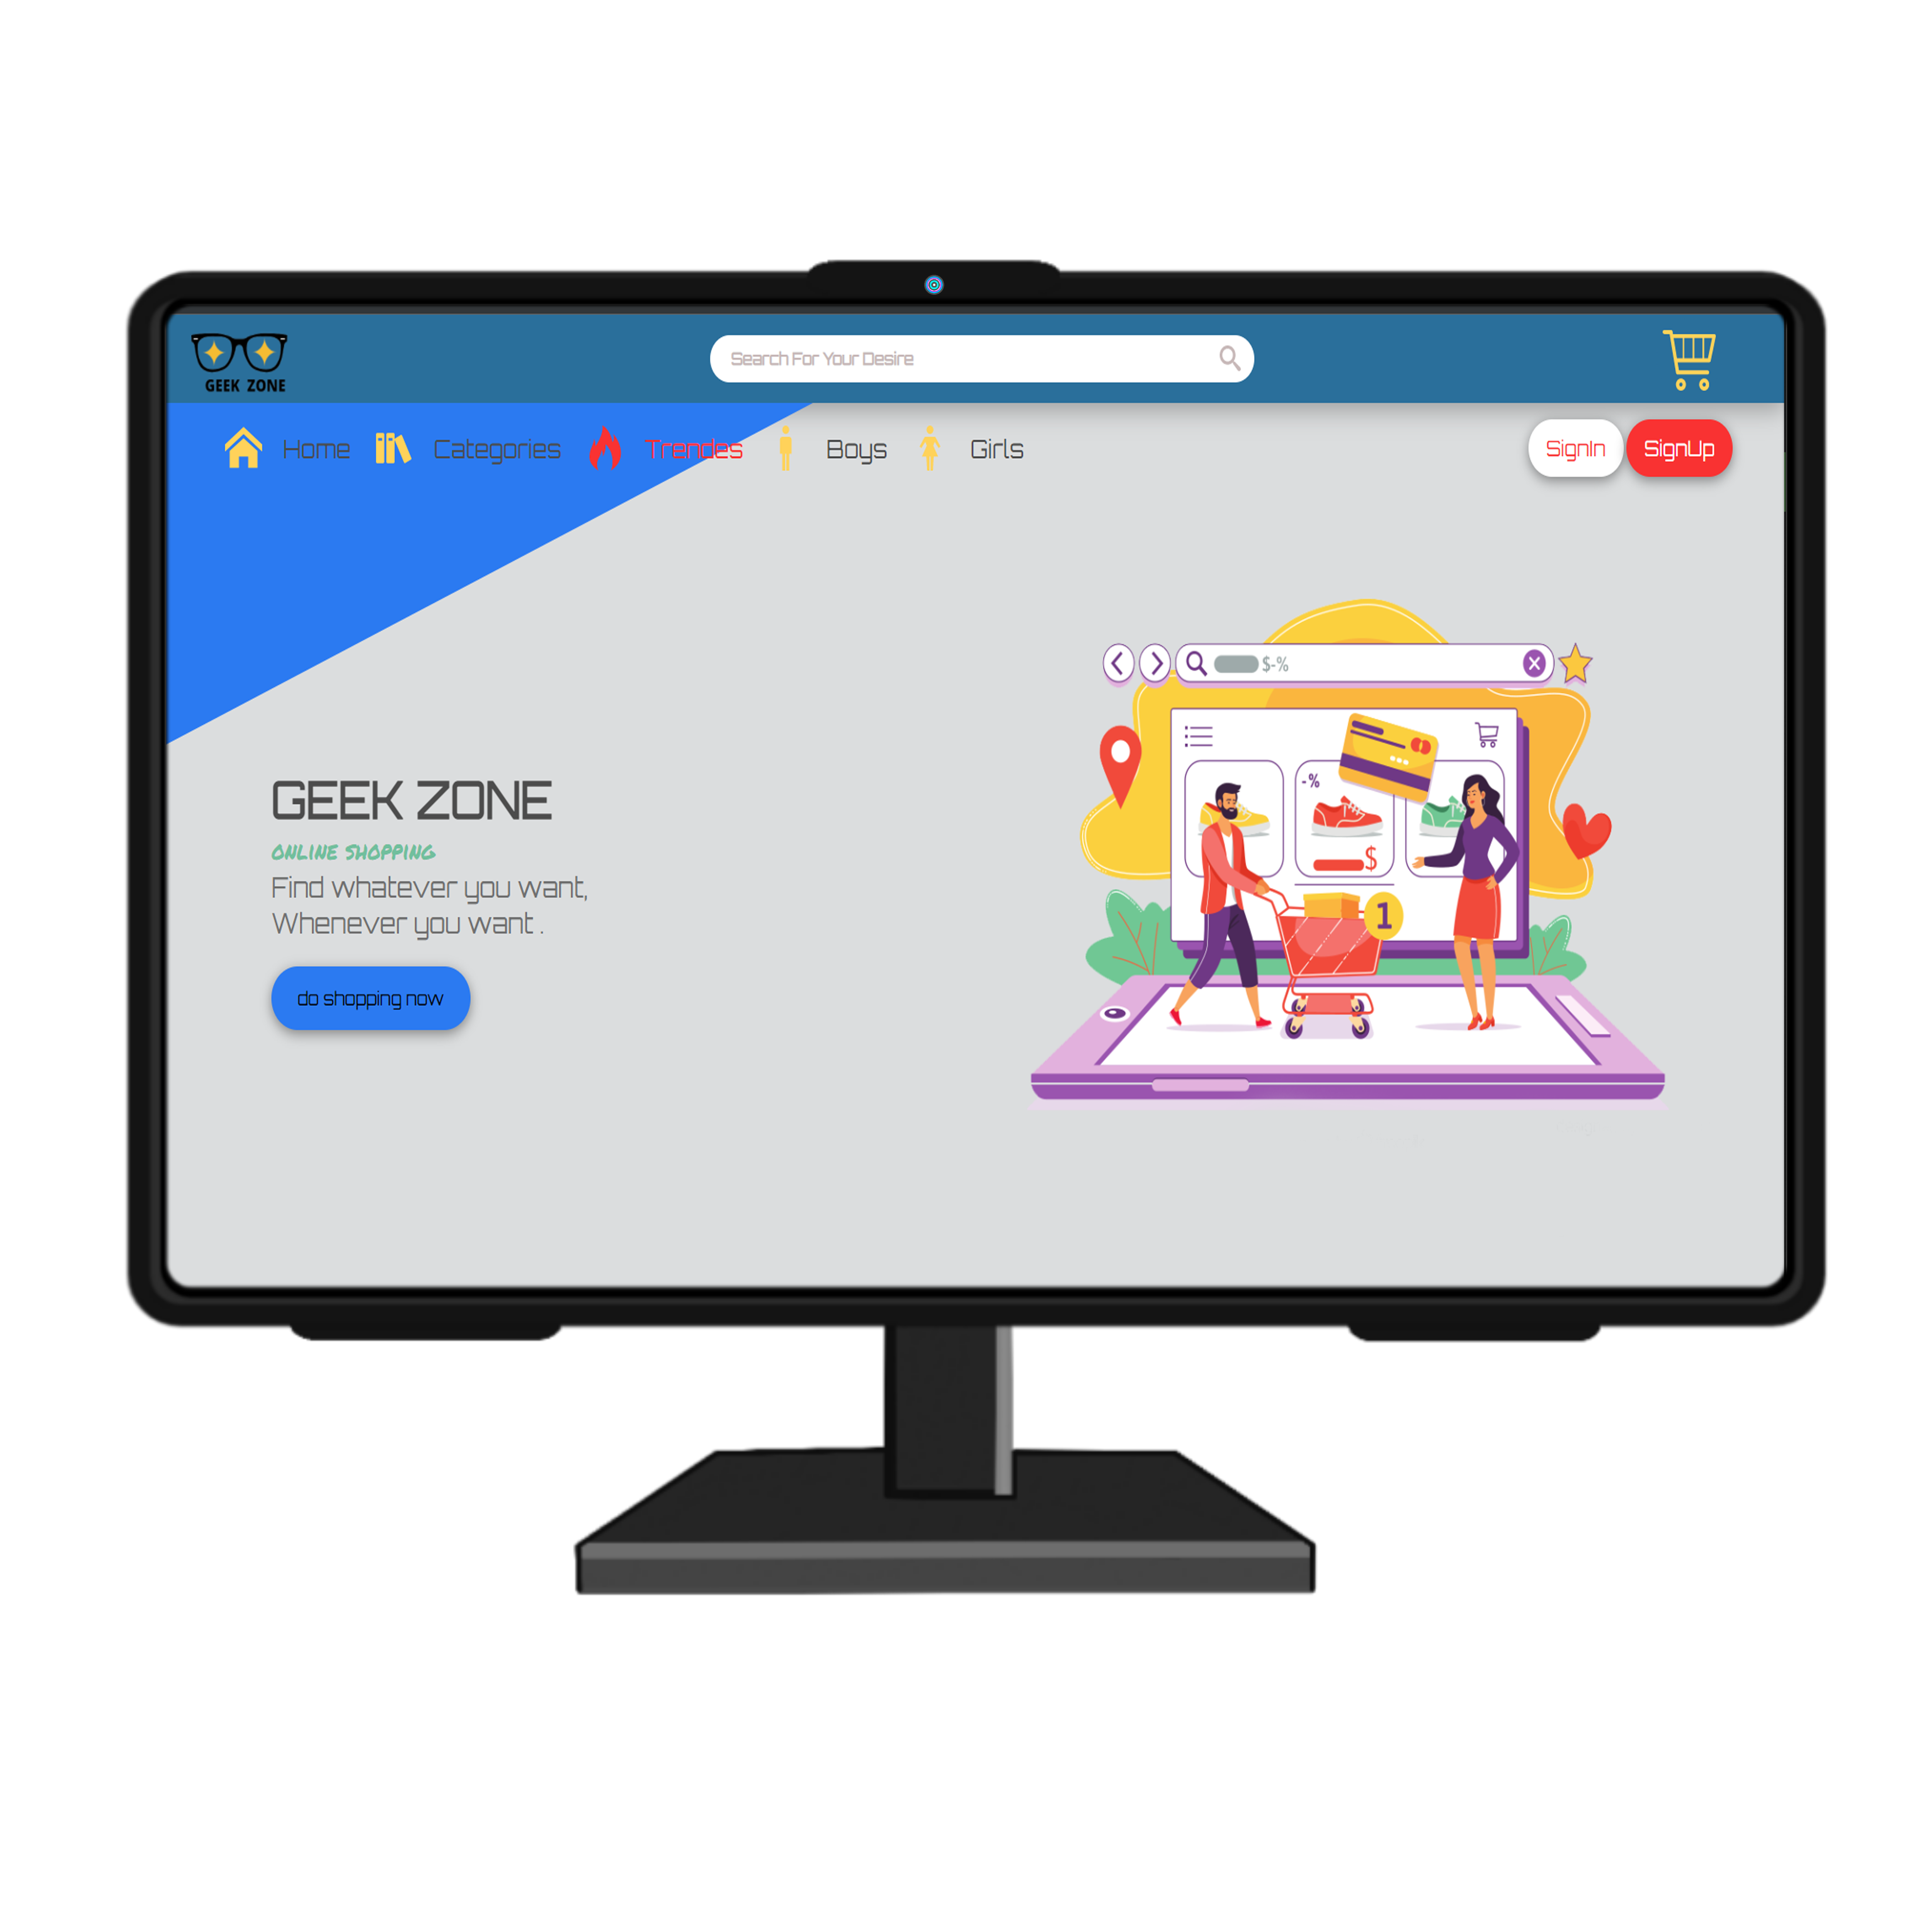 GEEK ZONE
Search For Your Desire
Home Categories Trendes Boys Girls SignIn SignUp
$-%
-%
$
1
GEEK ZONE
ONLINE SHOPPING
Find whatever you want,
Whenever you want .
do shopping now